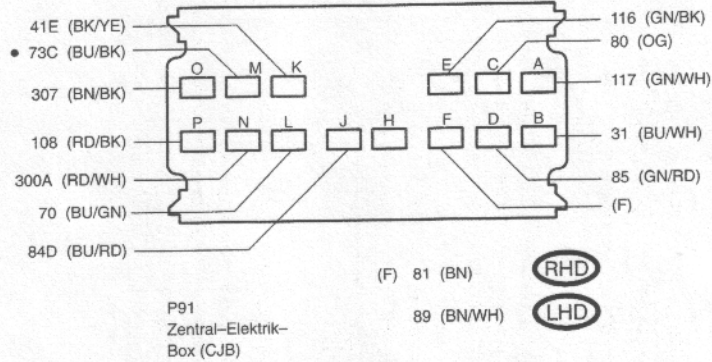 41E (BK/YE)
• 73C (BU/BK)
307 (BN/BK)
108 (RD/BK)
300A (RD/WH)
70 (BU/GN)
84D (BU/RD)
116 (GN/BK)
80 (OG)
117 (GN/WH)
31 (BU/WH)
85 (GN/RD)
(F)
O M K E C A
P N L J H F D B
(F) 81 (BN) RHD
89 (BN/WH) LHD
P91
Zentral–Elektrik–
Box (CJB)